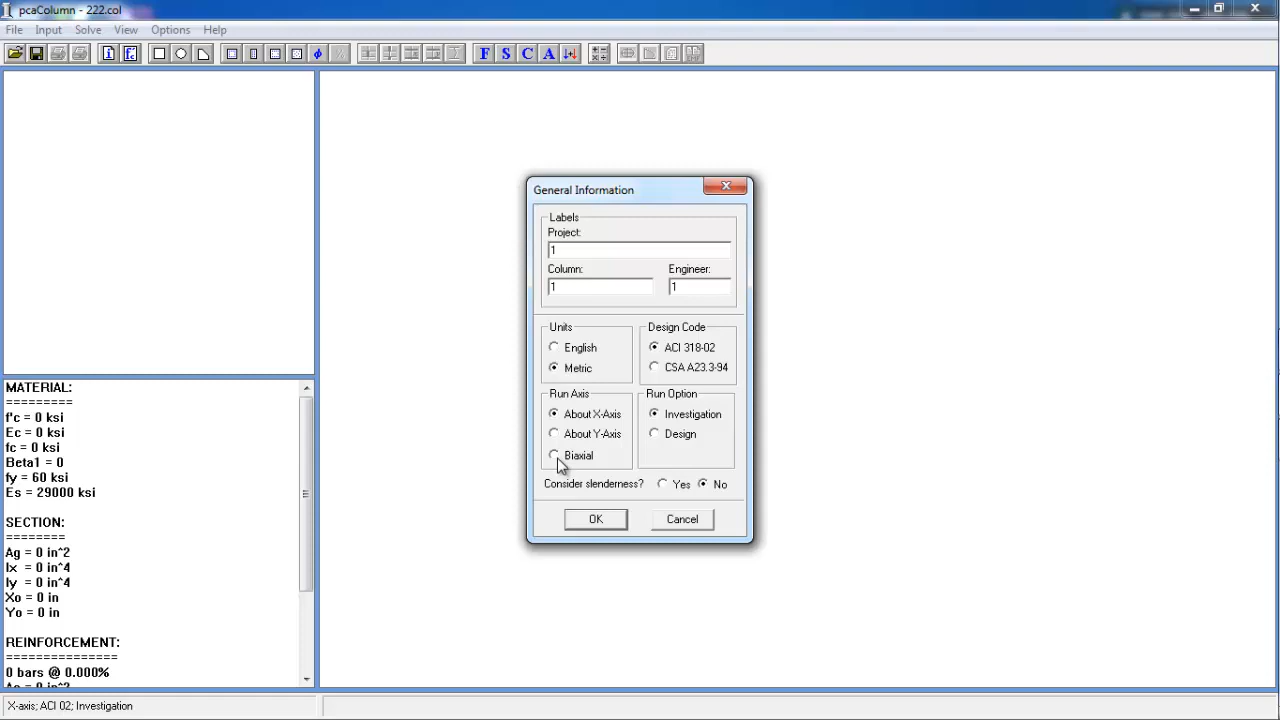 pcaColumn - 222.col
File Input Solve View Options Help
F S C A
General Information
Labels
Project:
1
Column: Engineer:
1 1
Units Design Code
English ACI 318-02
Metric CSA A23.3-94
Run Axis Run Option
About X-Axis Investigation
About Y-Axis Design
Biaxial
Consider slenderness? Yes No
OK Cancel
MATERIAL:
=========
f'c = 0 ksi
Ec = 0 ksi
fc = 0 ksi
Beta1 = 0
fy = 60 ksi
Es = 29000 ksi
SECTION:
========
Ag = 0 in^2
Ix = 0 in^4
Iy = 0 in^4
Xo = 0 in
Yo = 0 in
REINFORCEMENT:
===============
0 bars @ 0.000%
As = 0 in^2
X-axis; ACI 02; Investigation